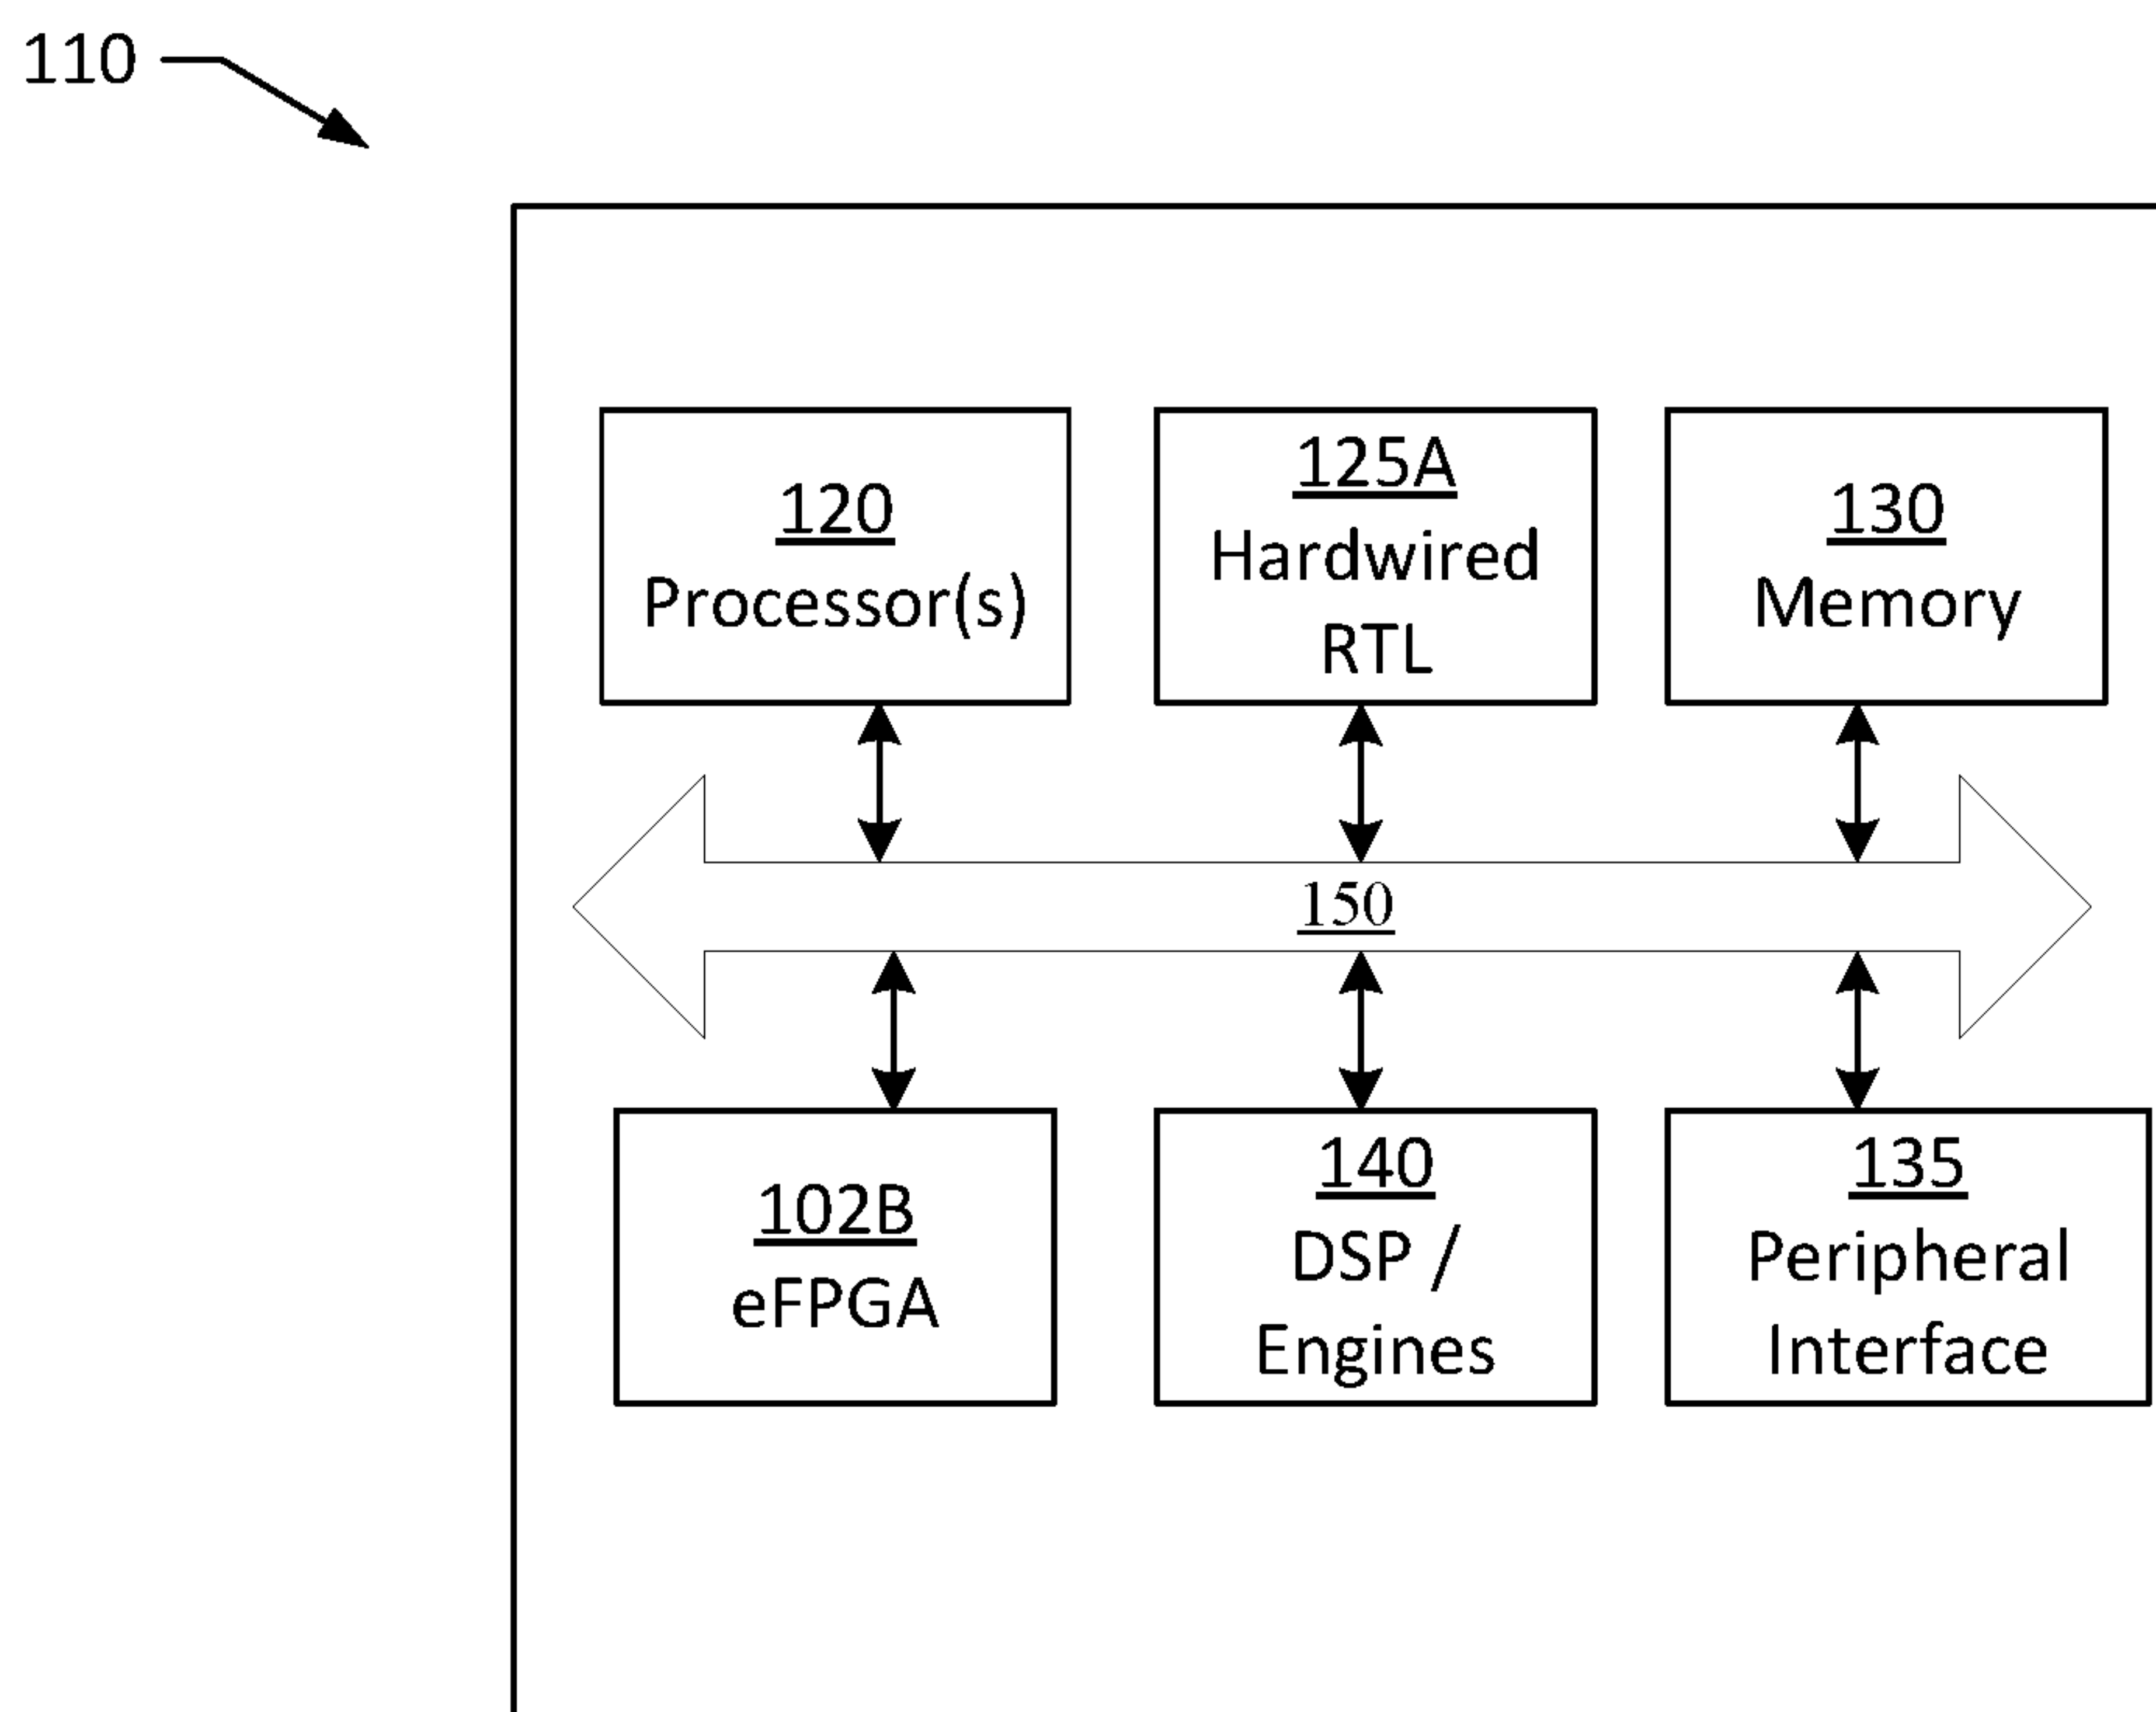 110
120
Processor(s)
125A
Hardwired
RTL
130
Memory
150
102B
eFPGA
140
DSP /
Engines
135
Peripheral
Interface